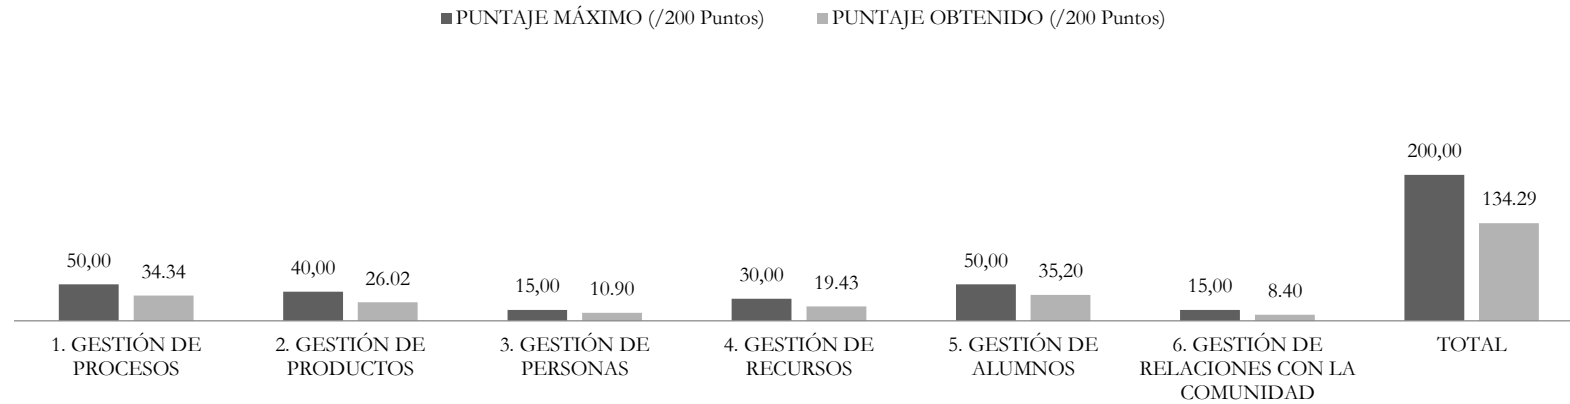 PUNTAJE MÁXIMO (/200 Puntos) PUNTAJE OBTENIDO (/200 Puntos)
200,00
134.29
50,00
34.34
40,00
26.02
15,00
10.90
30,00
19.43
50,00
35,20
15,00
8.40
1. GESTIÓN DE
PROCESOS
2. GESTIÓN DE
PRODUCTOS
3. GESTIÓN DE
PERSONAS
4. GESTIÓN DE
RECURSOS
5. GESTIÓN DE
ALUMNOS
6. GESTIÓN DE
RELACIONES CON LA
COMUNIDAD
TOTAL